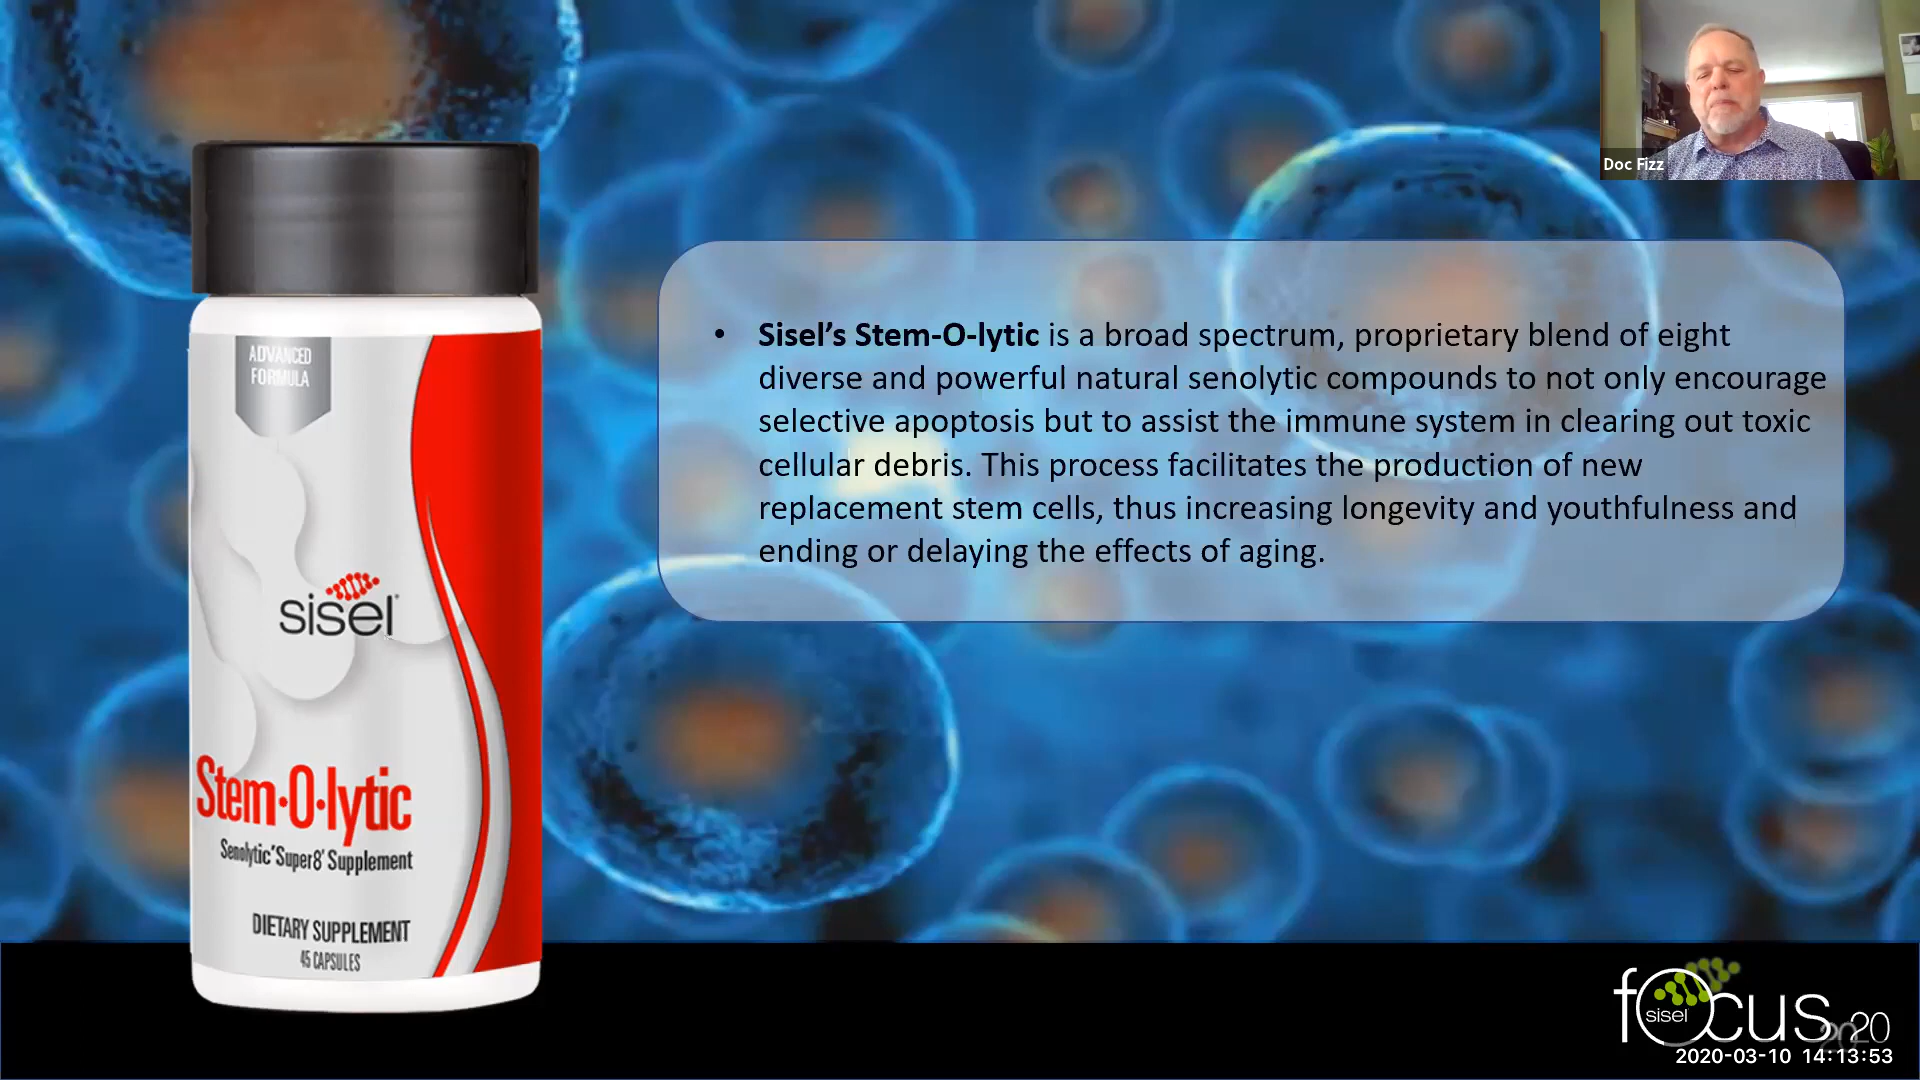 Doc Fizz
• Sisel’s Stem-O-lytic is a broad spectrum, proprietary blend of eight
diverse and powerful natural senolytic compounds to not only encourage
selective apoptosis but to assist the immune system in clearing out toxic
cellular debris. This process facilitates the production of new
replacement stem cells, thus increasing longevity and youthfulness and
ending or delaying the effects of aging.
ADVANCED
FORMULA
sisel®
Stem·O·lytic
Senolytic "Super8" Supplement
DIETARY SUPPLEMENT
45 CAPSULES
focus 2020
sisel
2020-03-10 14:13:53